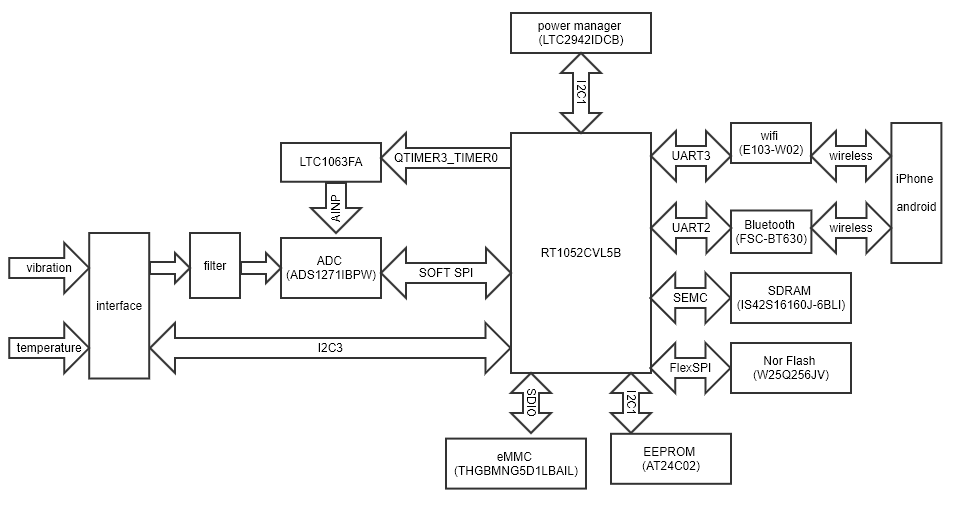 power manager
(LTC2942IDCB)
I2C1
LTC1063FA
QTIMER3_TIMER0
AINP
vibration
temperature
interface
filter
ADC
(ADS1271IBPW)
SOFT SPI
I2C3
RT1052CVL5B
UART3
wifi
(E103-W02)
wireless
iPhone
android
UART2
Bluetooth
(FSC-BT630)
wireless
SEMC
SDRAM
(IS42S16160J-6BLI)
FlexSPI
Nor Flash
(W25Q256JV)
SDIO
eMMC
(THGBMNG5D1LBAIL)
I2C1
EEPROM
(AT24C02)